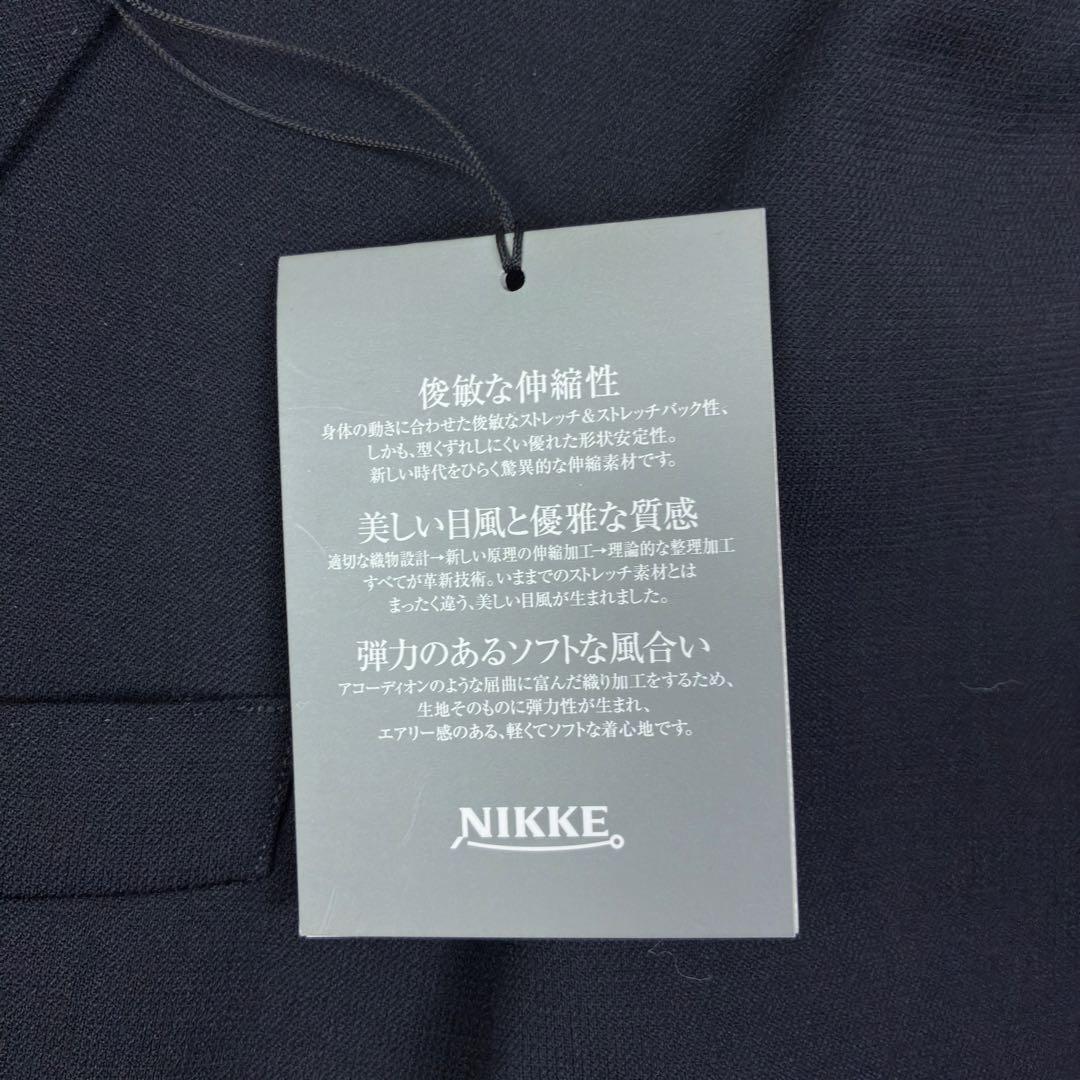 俊敏な伸縮性
身体の動きに合わせた俊敏なストレッチ&ストレッチバック性、
しかも、型くずれしにくい優れた形状安定性。
新しい時代をひらく驚異的な伸縮素材です。
美しい目風と優雅な質感
適切な織物設計→新しい原理の伸縮加工→理論的な整理加工
すべてが革新技術。いままでのストレッチ素材とは
まったく違う、美しい目風が生まれました。
弾力のあるソフトな風合い
アコーディオンのような屈曲に富んだ織り加工をするため、
生地そのものに弾力性が生まれ、
エアリー感のある、軽くてソフトな着心地です。
NIKKE